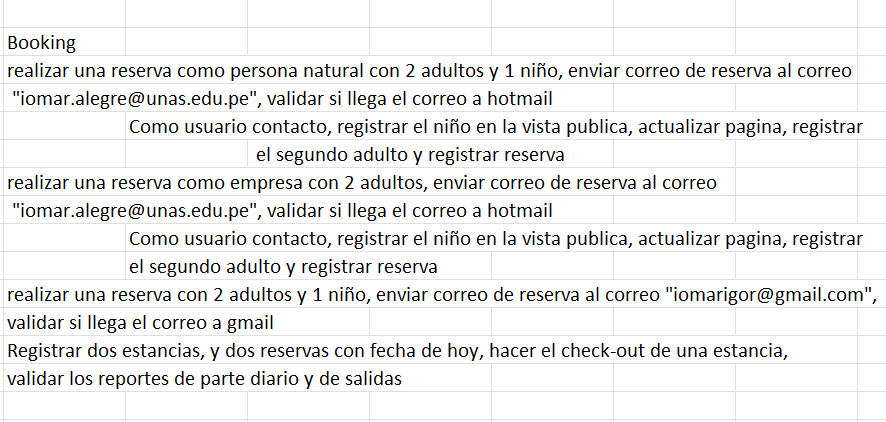 Booking
realizar una reserva como persona natural con 2 adultos y 1 niño, enviar correo de reserva al correo
"iomar.alegre@unas.edu.pe", validar si llega el correo a hotmail
Como usuario contacto, registrar el niño en la vista publica, actualizar pagina, registrar
el segundo adulto y registrar reserva
realizar una reserva como empresa con 2 adultos, enviar correo de reserva al correo
"iomar.alegre@unas.edu.pe", validar si llega el correo a hotmail
Como usuario contacto, registrar el niño en la vista publica, actualizar pagina, registrar
el segundo adulto y registrar reserva
realizar una reserva con 2 adultos y 1 niño, enviar correo de reserva al correo "iomarigor@gmail.com",
validar si llega el correo a gmail
Registrar dos estancias, y dos reservas con fecha de hoy, hacer el check-out de una estancia,
validar los reportes de parte diario y de salidas